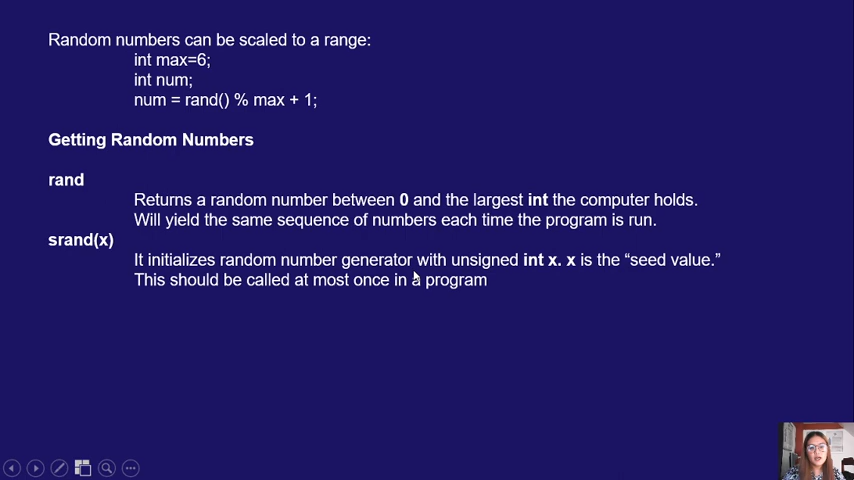 Random numbers can be scaled to a range:
int max=6;
int num;
num = rand() % max + 1;
Getting Random Numbers
rand
Returns a random number between 0 and the largest int the computer holds.
Will yield the same sequence of numbers each time the program is run.
srand(x)
It initializes random number generator with unsigned int x. x is the “seed value.”
This should be called at most once in a program